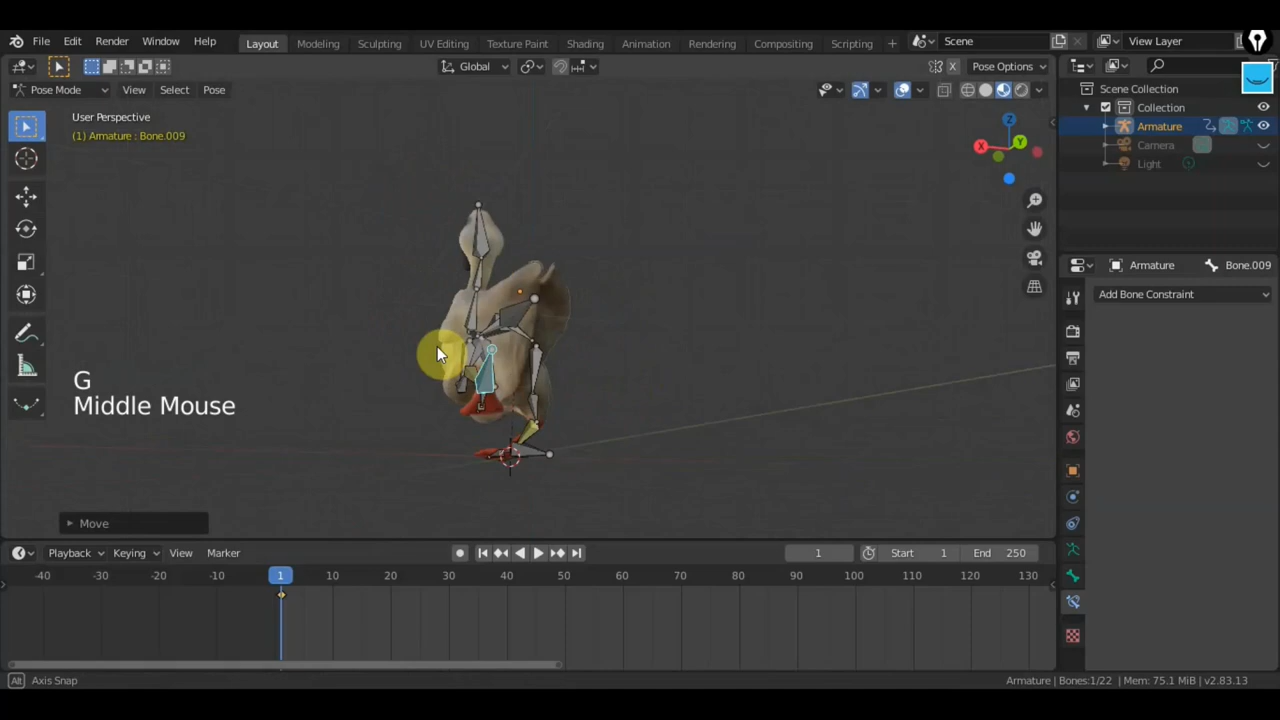 File Edit Render Window Help Layout Modeling Sculpting UV Editing Texture Paint Shading Animation Rendering Compositing Scripting + Scene View Layer
Global X Pose Options
Pose Mode View Select Pose
Scene Collection
Collection
Armature
Camera
Light
User Perspective
(1) Armature : Bone.009
X Y Z
Armature Bone.009
Add Bone Constraint
G
Middle Mouse
Move
Playback Keying View Marker 1 Start 1 End 250
-40 -30 -20 -10 1 10 20 30 40 50 60 70 80 90 100 110 120 130
Alt Axis Snap Armature | Bones:1/22 | Mem: 75.1 MiB | v2.83.13